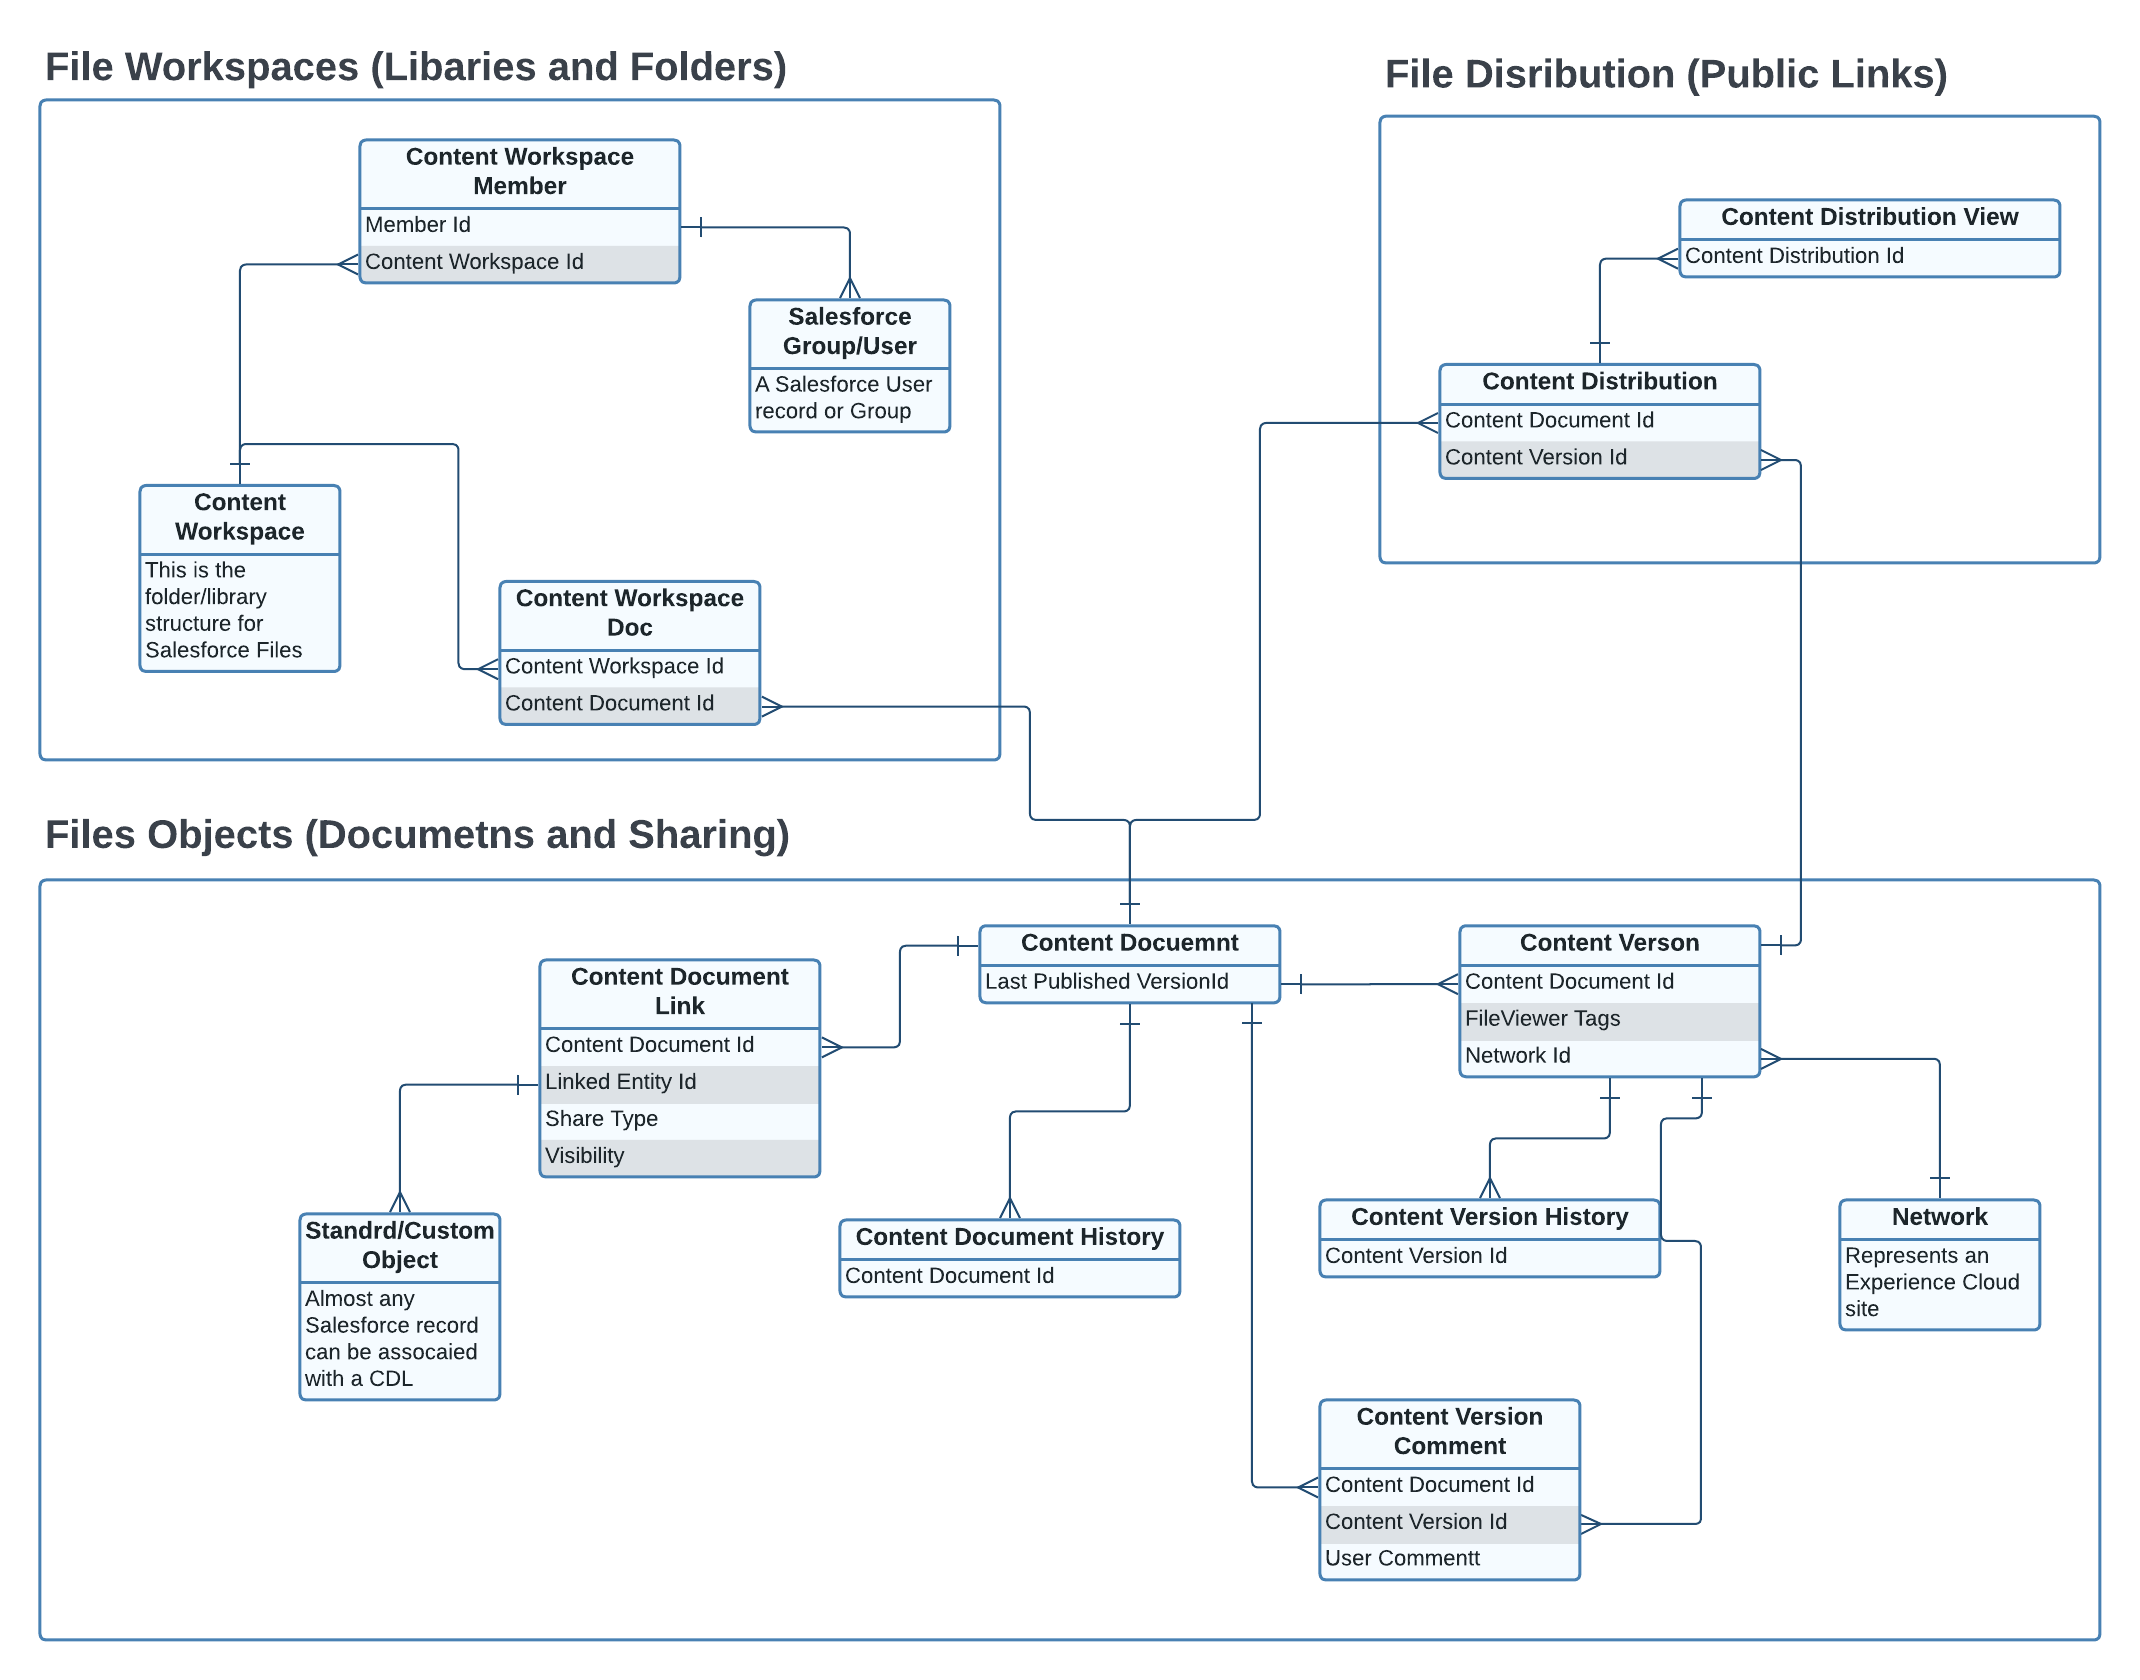 File Workspaces (Libaries and Folders)
Content Workspace
Member
Member Id
Content Workspace Id
Salesforce
Group/User
A Salesforce User
record or Group
Content
Workspace
This is the
folder/library
structure for
Salesforce Files
Content Workspace
Doc
Content Workspace Id
Content Document Id
File Disribution (Public Links)
Content Distribution View
Content Distribution Id
Content Distribution
Content Document Id
Content Version Id
Files Objects (Documetns and Sharing)
Content Document
Link
Content Document Id
Linked Entity Id
Share Type
Visibility
Content Docuemnt
Last Published VersionId
Content Verson
Content Document Id
FileViewer Tags
Network Id
Standrd/Custom
Object
Almost any
Salesforce record
can be assocaied
with a CDL
Content Document History
Content Document Id
Content Version History
Content Version Id
Network
Represents an
Experience Cloud
site
Content Version
Comment
Content Document Id
Content Version Id
User Commentt